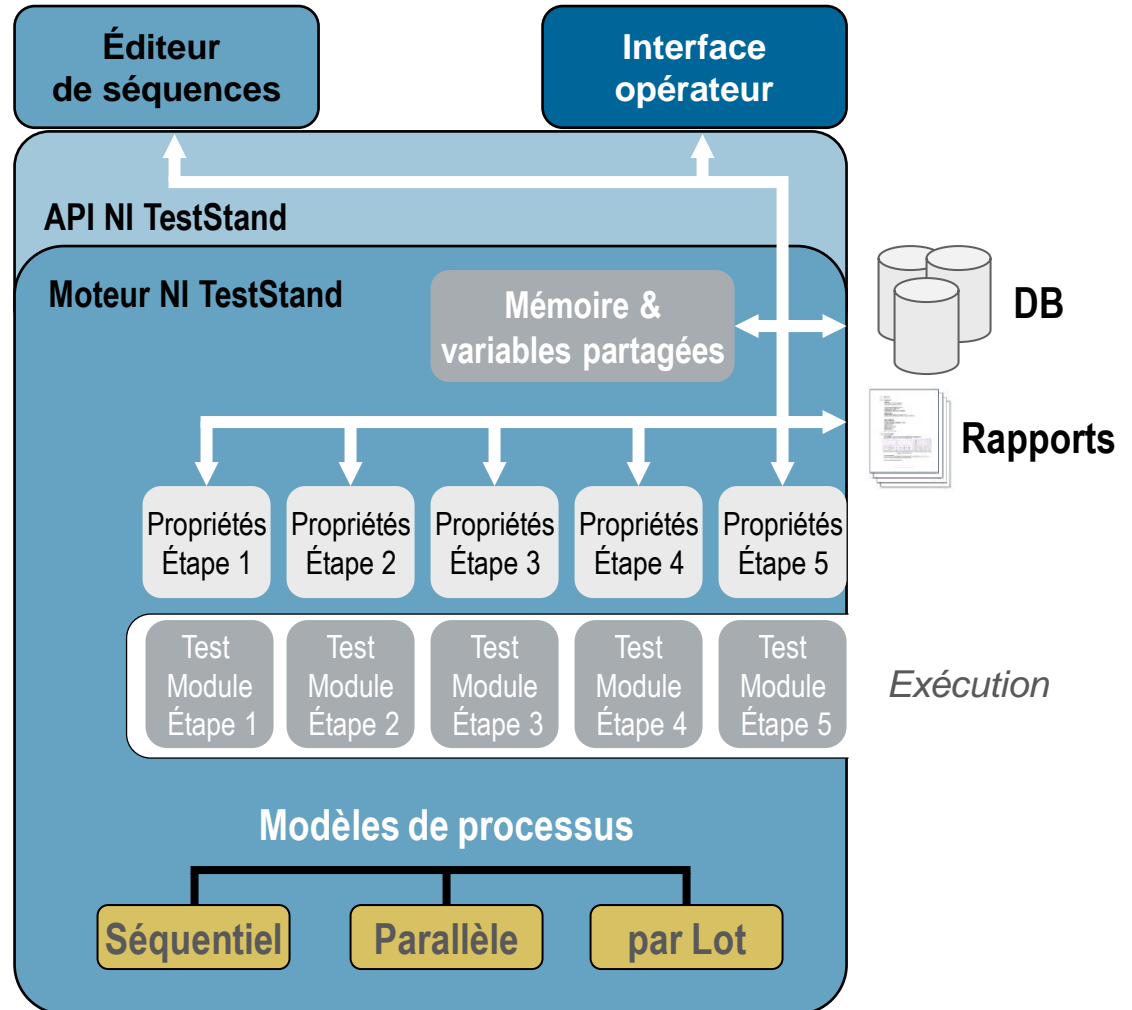 Éditeur
de séquences
Interface
opérateur
API NI TestStand
Moteur NI TestStand
Mémoire &
variables partagées
DB
Rapports
Propriétés
Étape 1
Propriétés
Étape 2
Propriétés
Étape 3
Propriétés
Étape 4
Propriétés
Étape 5
Test
Module
Étape 1
Test
Module
Étape 2
Test
Module
Étape 3
Test
Module
Étape 4
Test
Module
Étape 5
Exécution
Modèles de processus
Séquentiel
Parallèle
par Lot